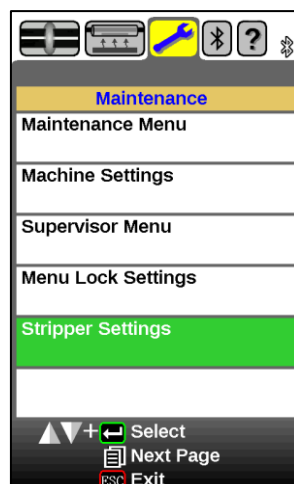 ?
Maintenance
Maintenance Menu
Machine Settings
Supervisor Menu
Menu Lock Settings
Stripper Settings
+ Select
Next Page
ESC Exit